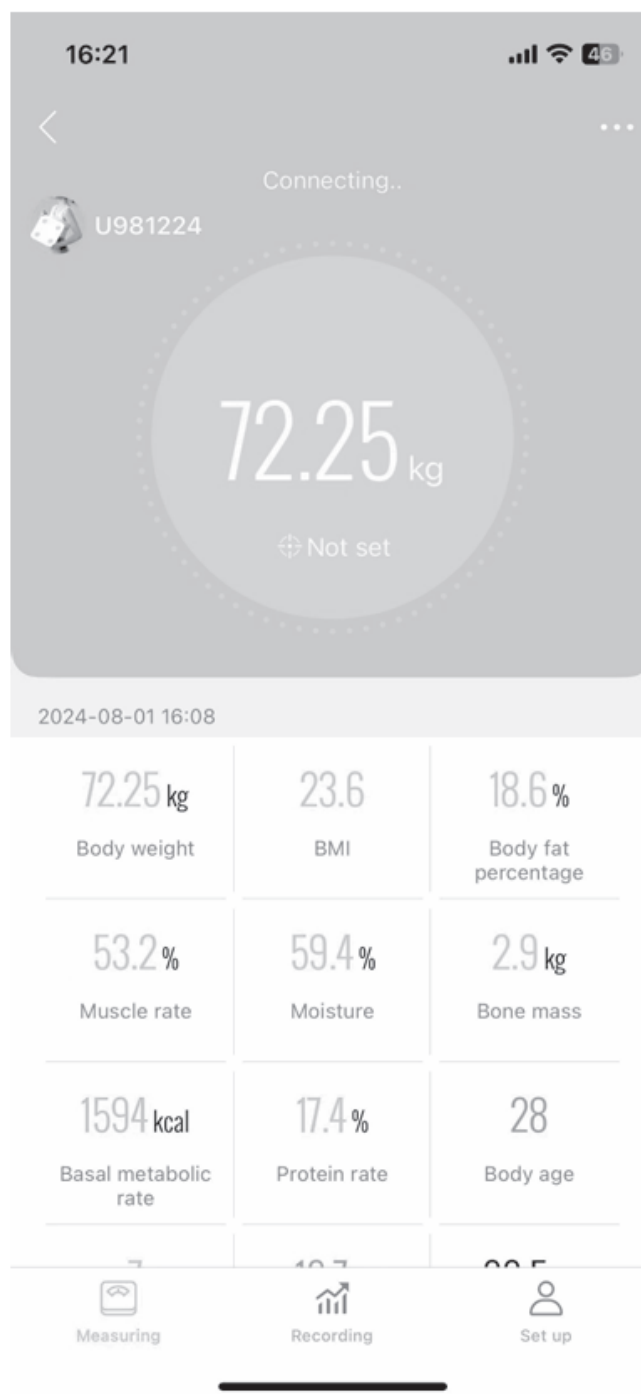 16:21
46
Connecting..
U981224
72.25 kg
Not set
2024-08-01 16:08
72.25 kg 23.6 18.6 %
Body weight BMI Body fat
percentage
53.2 % 59.4 % 2.9 kg
Muscle rate Moisture Bone mass
1594 kcal 17.4 % 28
Basal metabolic Protein rate Body age
rate
Measuring Recording Set up